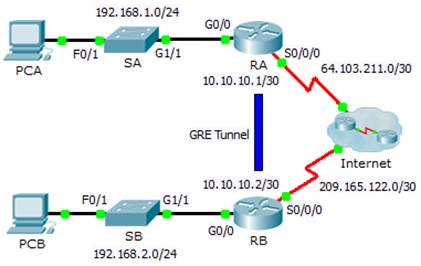 192.168.1.0/24
G0/0
F0/1
G1/1
S0/0/0
PCA
SA
RA
10.10.10.1/30
64.103.211.0/30
GRE Tunnel
Internet
10.10.10.2/30
209.165.122.0/30
F0/1
G1/1
S0/0/0
G0/0
PCB
SB
RB
192.168.2.0/24